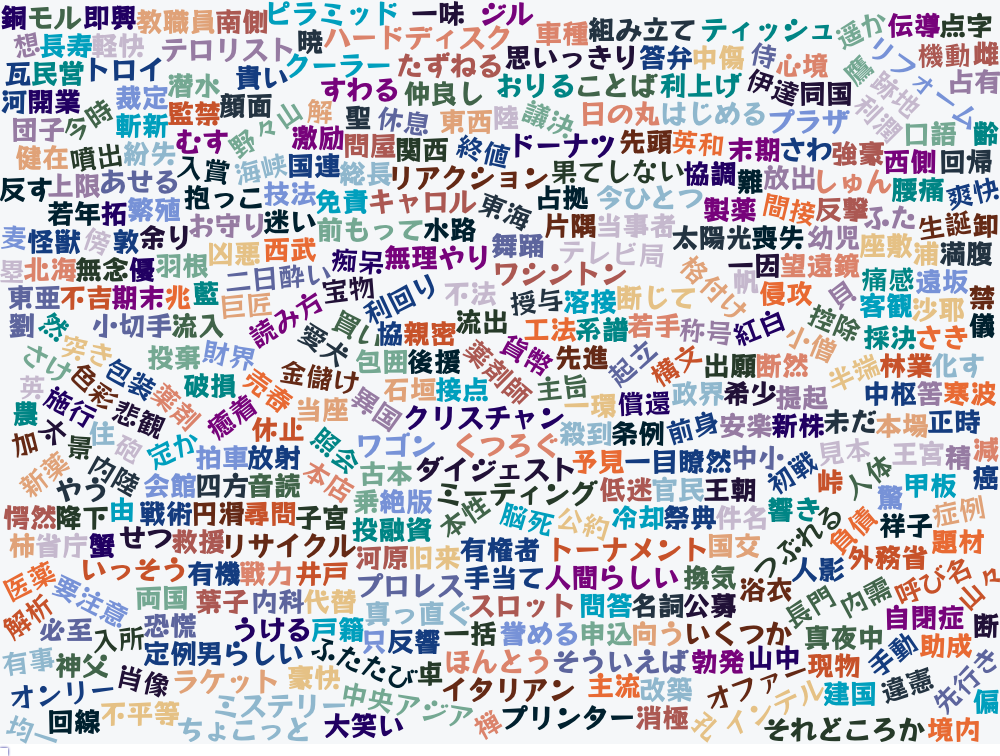 銅 モル 即興 教職員 南側 ピラミッド 一味 ジル 車種 組み立て ティッシュ 遥か 伝導 点字
想 長寿 軽快 テロリスト 暁 ハードディスク 思いっきり 答弁 中傷 侍 心境 リフォーム 機動 雌
瓦 民営 トロイ 潜水 貴い クーラー たずねる おりる ことば 利上げ 伊達 同国 鷹 跡地 占有
河 開業 裁定 監禁 顔面 野々山 解 すわる 仲良し 聖 休息 東西 陸 議決 日の丸 はじめる プラザ 利潤
団子 今時 斬新 むす 激励 問屋 関西 終値 ドーナツ 先頭 英和 末期 さわ 強豪 西側 口語 齢
健在 噴出 紛失 入賞 海峡 国連 総長 リアクション 果てしない 協調 難 放出 しゅん 腰痛 回帰 爽快
反す 上限 あせる 抱っこ 技法 免責 キャロル 東海 占拠 今ひとつ 製薬 間接 反撃 ふた 生誕 卸
若年 拓 繁殖 お守り 迷い 前もって 水路 片隅 当事者 太陽光 喪失 幼児 座敷 浦 満腹
麦 怪獣 傍 敦 余り 凶悪 西武 痴呆 無理やり 舞踊 テレビ局 一因 望遠鏡 痛感 遠坂
塁 北海 無念 優 羽根 二日酔い 宝物 利回り ワシントン 格付け 帆 侵攻 貝 客観 沙耶 禁
東亜 不吉 期末 兆 藍 巨匠 読み方 不法 授与 溶接 断じて 控除 儀
劉 然 小切手 流入 愛犬 買し 協 親密 流出 工法 系譜 若手 称号 紅白 小僧 採決 さき
さけ 突き 投棄 財界 包囲 後援 薬剤師 貨幣 先進 起立 構文 出願 断然 半端 林業 化す
英 色彩 包装 破損 売春 金儲け 石垣 接点 主旨 政界 希少 提起 中枢 答 寒波
農 施行 悲観 薬剤 癒着 当座 異国 クリスチャン 一環 償還 殺到 条例 前身 安楽 新株 未だ 本場 正時
加 木 景 住 砲 定か 休止 照会 ワゴン くつろぐ 予見 一目瞭然 中小 初戦 見本 王宮 精 減
新薬 内陸 拍車 放射 本店 古本 ダイジェスト 低迷 官民 王朝 峠 人体 驚 甲板 癌
やう 会館 四方 音読 乗 絶版 ミーティング 脳死 公約 冷却 祭典 件名 響き 負債 祥子 症例
愕然 降下 由 戦術 円滑 尋問 子宮 投融資 本性 つぶれる 外務省 題材
柿 省庁 蟹 せつ 救援 リサイクル 河原 旧来 有権者 トーナメント 国交 人影 呼び名 山々
医薬 要注意 いっそう 有機 戦力 井戸 プロレス 手当て 人間らしい 換気 浴衣 長門 内需 自閉症
解析 両国 葉子 内科 代替 真っ直ぐ スロット 問答 名詞 公募 真夜中 手動 助成 断
必至 入所 恐慌 うける 戸籍 只 反響 一括 誉める 申込 向う いくつか
有事 神父 定例 男らしい ふたたび 卓 ほんとう そういえば 勃発 山中 現物 違憲 先行き
オンリー 肖像 ラケット 豪快 中央アジア イタリアン 主流 改築 オファー インテル 建国 偏
均一 回線 不平等 ミステリー ちょこっと 大笑い 禅 プリンター 消極 丸 それどころか 境内